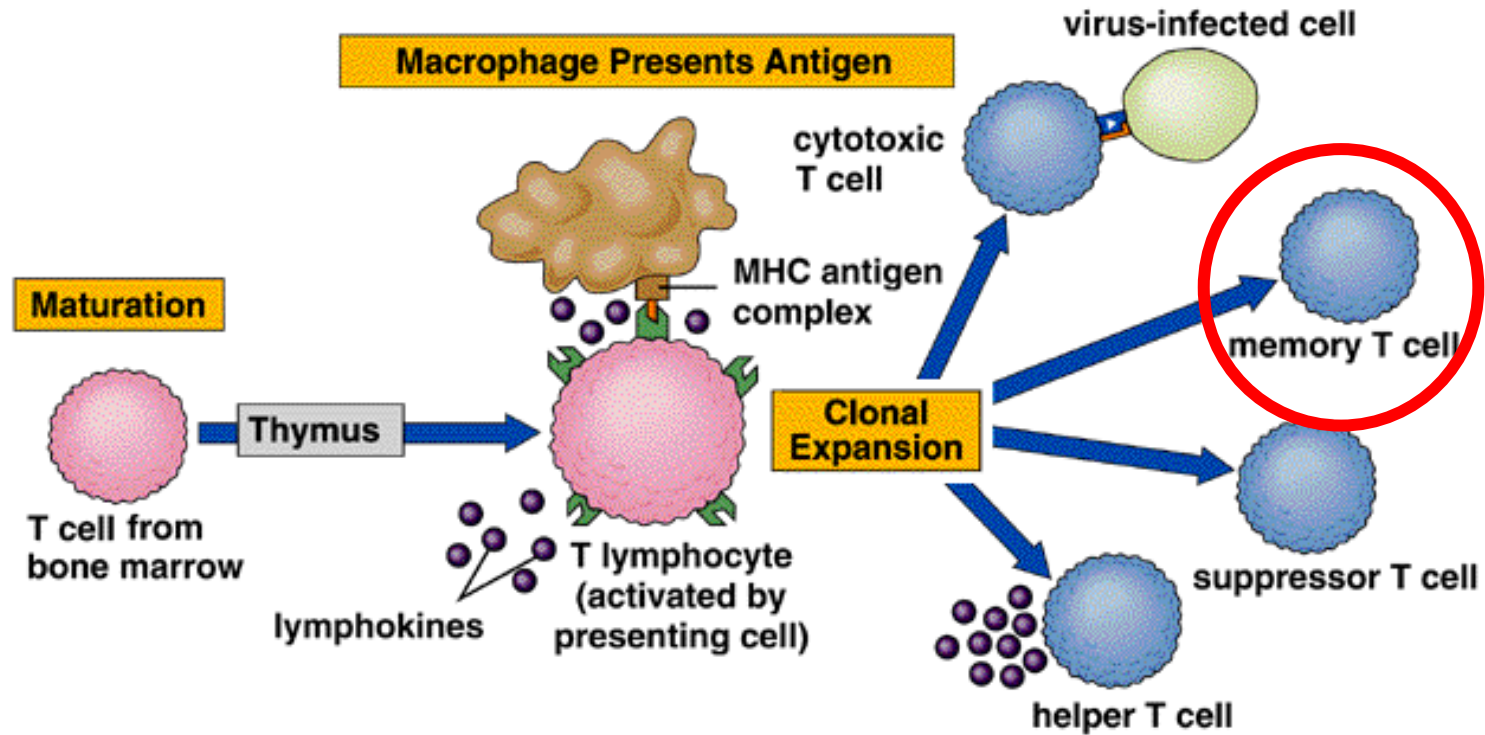 virus-infected cell
Macrophage Presents Antigen
cytotoxic
T cell
MHC antigen
complex
Maturation
memory T cell
Thymus
Clonal
Expansion
T cell from
bone marrow
lymphokines
T lymphocyte
(activated by
presenting cell)
suppressor T cell
helper T cell